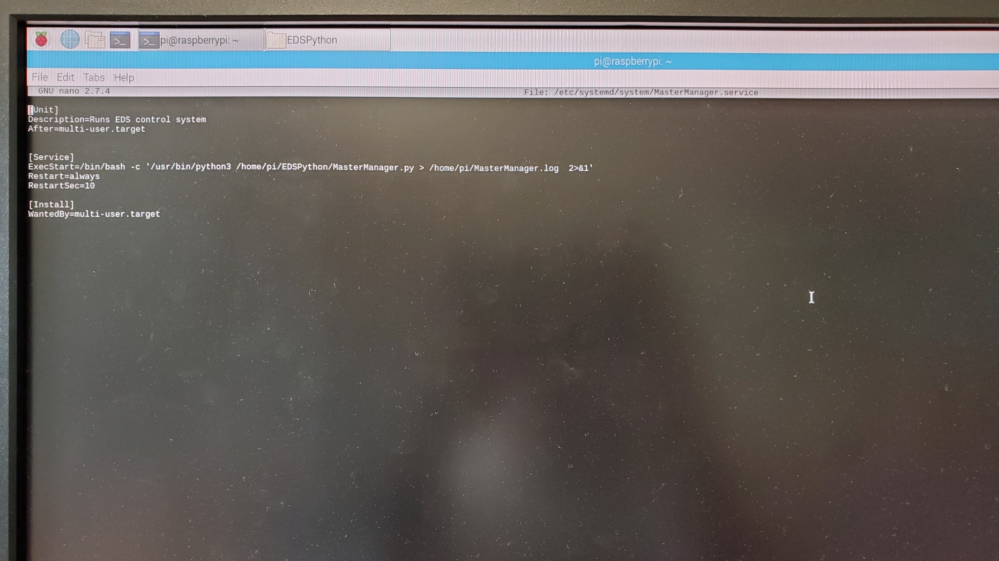 pi@raspberrypi: ~ EDSPython
pi@raspberrypi: ~
File Edit Tabs Help
GNU nano 2.7.4 File: /etc/systemd/system/MasterManager.service
[Unit]
Description=Runs EDS control system
After=multi-user.target
[Service]
ExecStart=/bin/bash -c '/usr/bin/python3 /home/pi/EDSPython/MasterManager.py > /home/pi/MasterManager.log  2>&1'
Restart=always
RestartSec=10
[Install]
WantedBy=multi-user.target